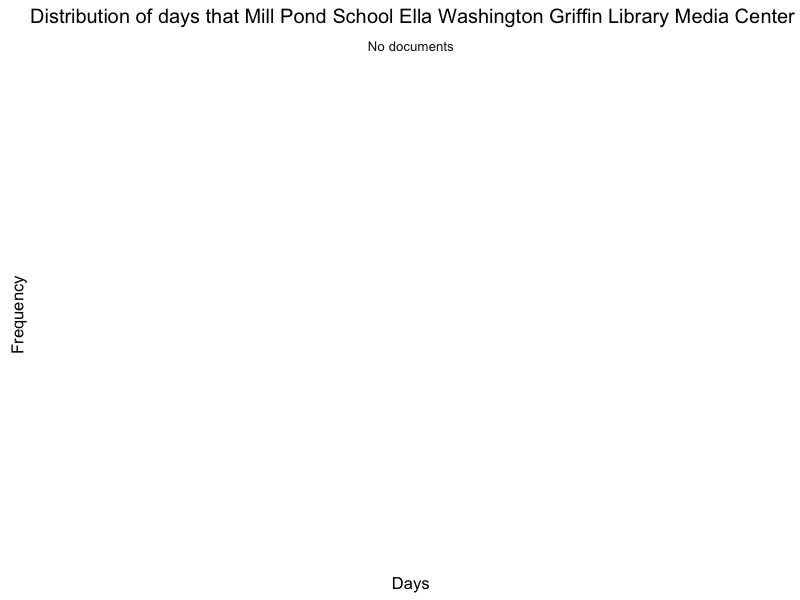 Distribution of days that Mill Pond School Ella Washington Griffin Library Media Center
No documents
Frequency
Days